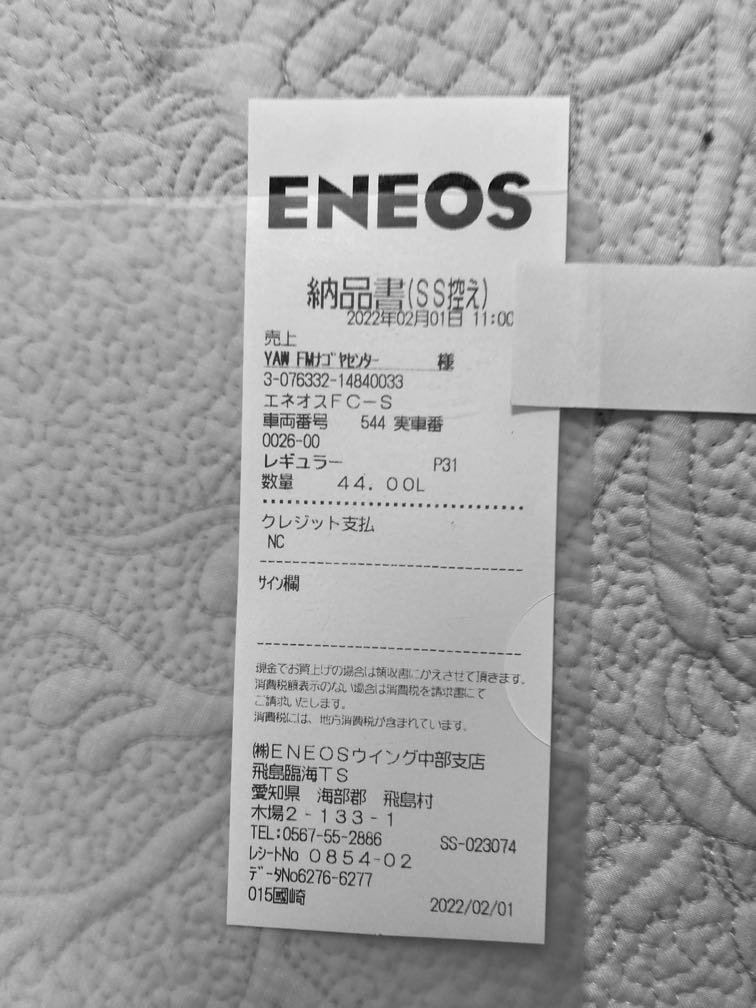 ENEOS
納品書(SS控え)
2022年02月01日 11:00
売上
YAW FMナゴヤセンター 様
3-076332-14840033
エネオスFC-S
車両番号 544 実車番
0026-00
レギュラー P31
数量 44.00L
クレジット支払
NC
サイン欄
現金でお買上げの場合は領収書にかえさせて頂きます。
消費税額表示のない場合は消費税を請求書にて
ご請求いたします。
消費税には、地方消費税が含まれています。
㈱ENEOSウイング中部支店
飛島臨海TS
愛知県 海部郡 飛島村
木場2-133-1
TEL:0567-55-2886 SS-023074
レシートNo 0854-02
データNo6276-6277
015國崎 2022/02/01